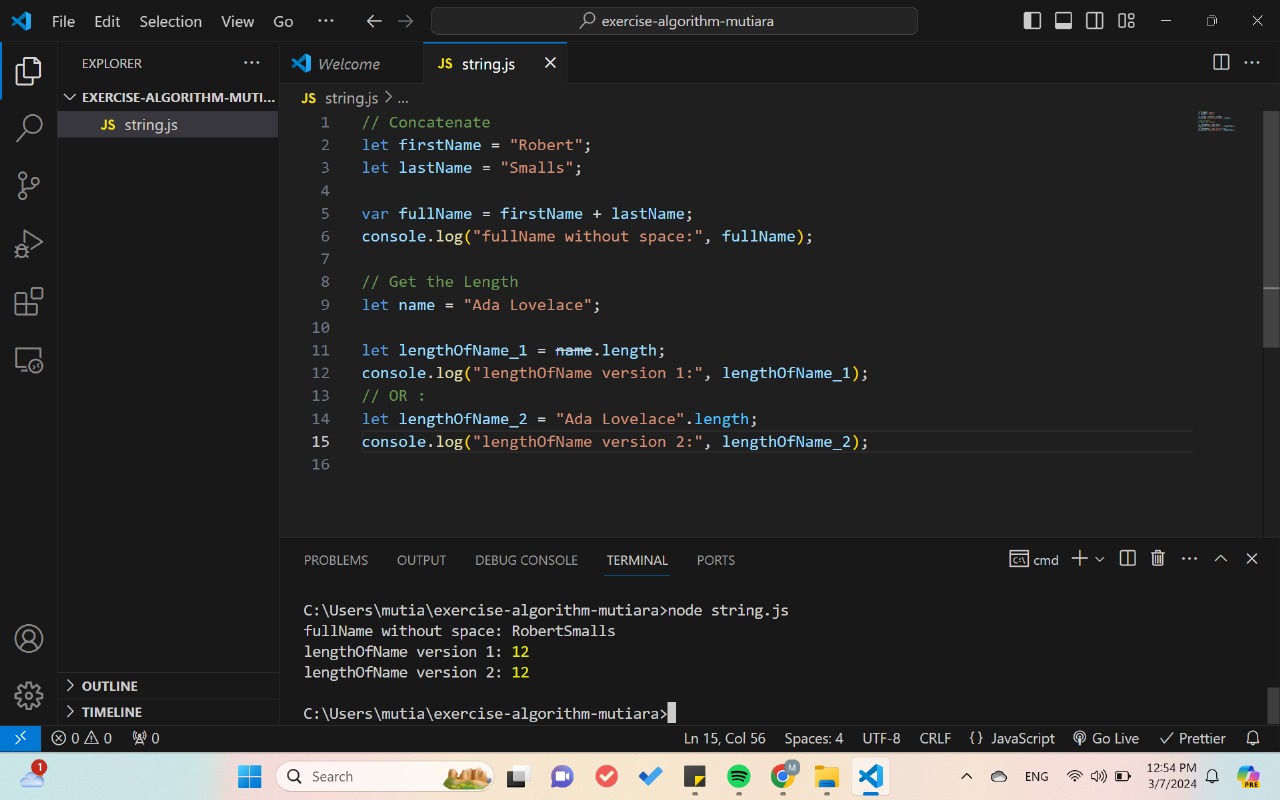 File Edit Selection View Go ··· exercise-algorithm-mutiara
EXPLORER ···
EXERCISE-ALGORITHM-MUTI...
JS string.js
Welcome JS string.js
JS string.js > ...
1 // Concatenate
2 let firstName = "Robert";
3 let lastName = "Smalls";
4
5 var fullName = firstName + lastName;
6 console.log("fullName without space:", fullName);
7
8 // Get the Length
9 let name = "Ada Lovelace";
10
11 let lengthOfName_1 = name.length;
12 console.log("lengthOfName version 1:", lengthOfName_1);
13 // OR :
14 let lengthOfName_2 = "Ada Lovelace".length;
15 console.log("lengthOfName version 2:", lengthOfName_2);
16
PROBLEMS OUTPUT DEBUG CONSOLE TERMINAL PORTS cmd
C:\Users\mutia\exercise-algorithm-mutiara>node string.js
fullName without space: RobertSmalls
lengthOfName version 1: 12
lengthOfName version 2: 12
C:\Users\mutia\exercise-algorithm-mutiara>
OUTLINE
TIMELINE
0 0 0 Ln 15, Col 56 Spaces: 4 UTF-8 CRLF {} JavaScript Go Live Prettier
1 Search M ENG 12:54 PM PRE
3/7/2024